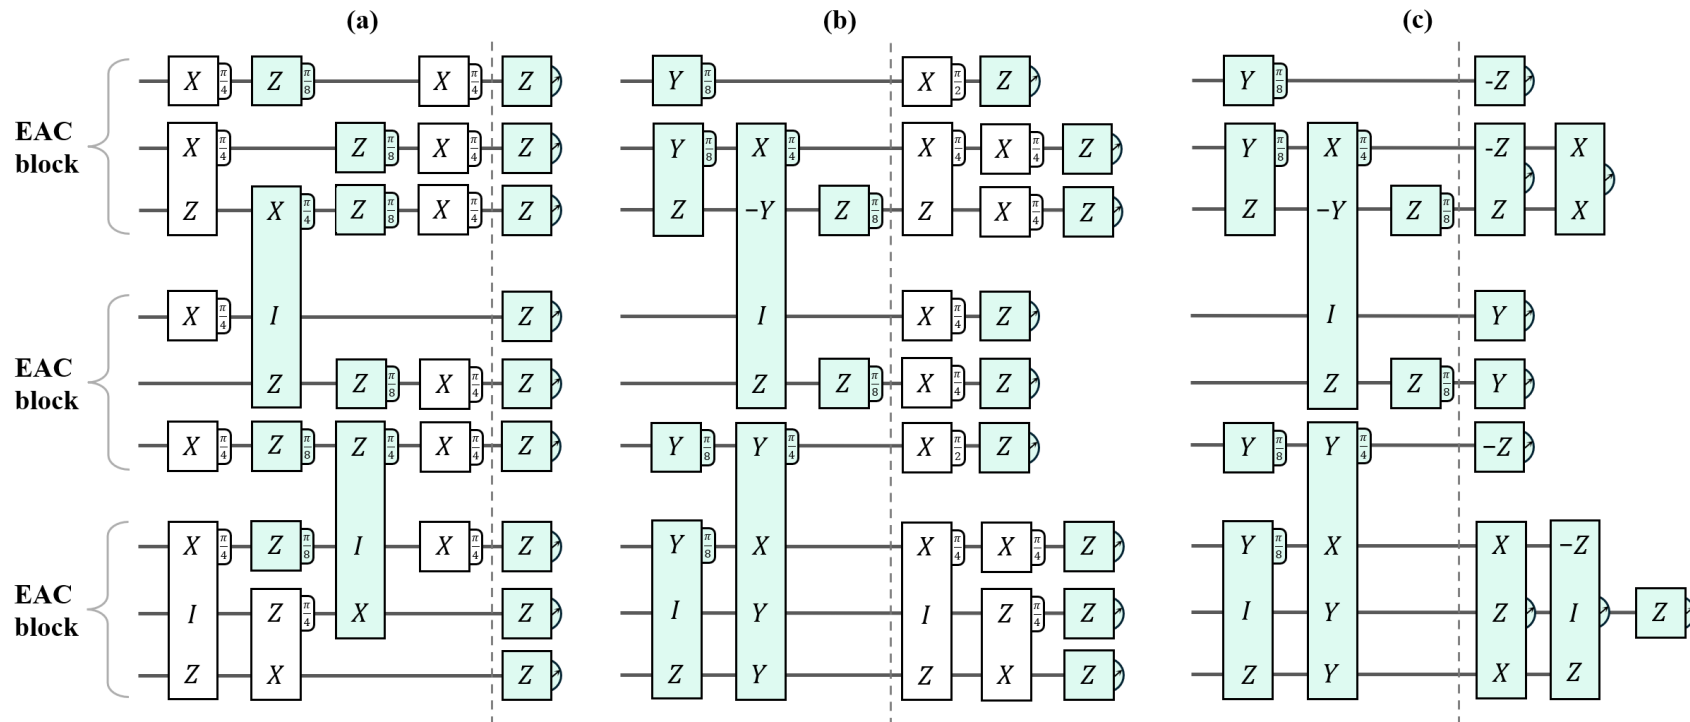 (a) (b) (c)
X π/4 Z π/8 X π/4 Z Y π/8 X π/2 Z Y π/8 -Z
EAC
block
X π/4 Z π/8 X π/4 Z Y π/8 X π/4 X π/4 X π/4 Z Y π/8 X π/4 -Z X
Z X π/4 Z π/8 X π/4 Z Z −Y Z π/8 Z X π/4 Z Z −Y Z π/8 Z X
X π/4 I Z I X π/4 Z I Y
EAC
block
Z Z π/8 X π/4 Z Z Z π/8 X π/4 Z Z Z π/8 Y
X π/4 Z π/8 Z π/4 X π/4 Z Y π/8 Y π/4 X π/2 Z Y π/8 Y π/4 −Z
X π/4 Z π/8 I X π/4 Z Y π/8 X X π/4 X π/4 Z Y π/8 X X −Z
EAC
block
I Z π/4 X Z I Y I Z π/4 Z I Y Z I Z
Z X Z Z Y Z X Z Z Y X Z